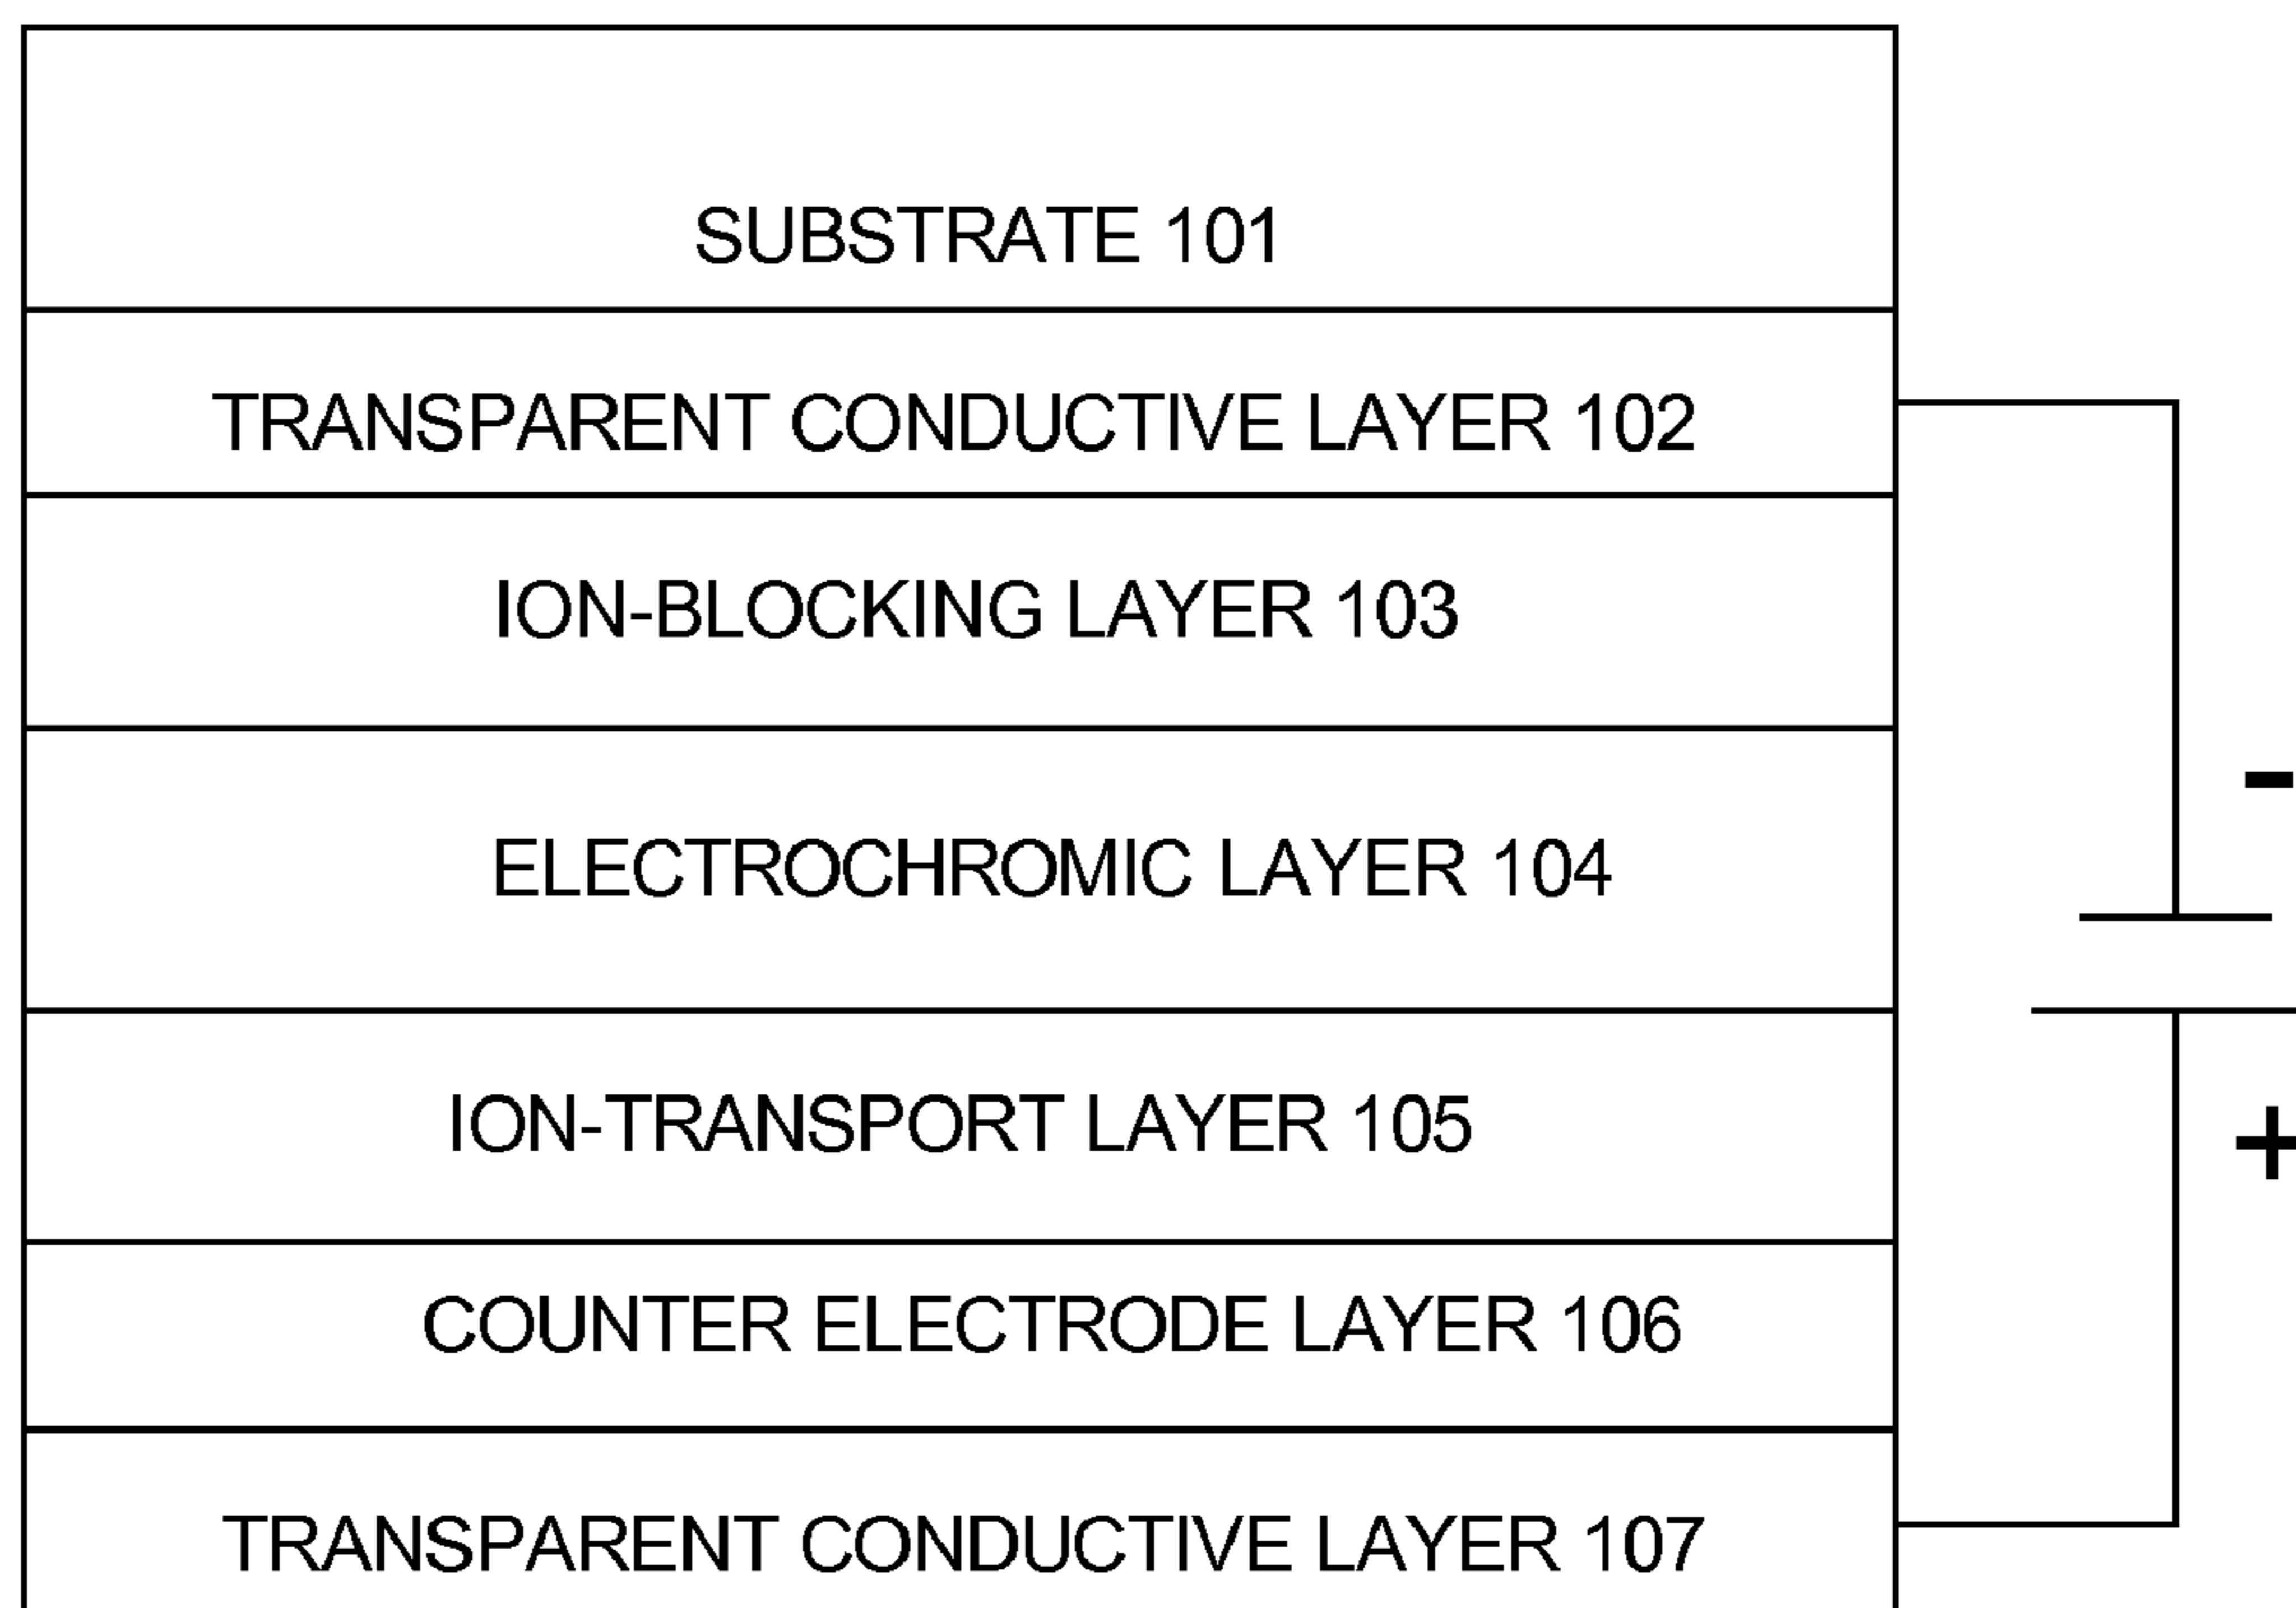 SUBSTRATE 101
TRANSPARENT CONDUCTIVE LAYER 102
ION-BLOCKING LAYER 103
-
ELECTROCHROMIC LAYER 104
ION-TRANSPORT LAYER 105
+
COUNTER ELECTRODE LAYER 106
TRANSPARENT CONDUCTIVE LAYER 107